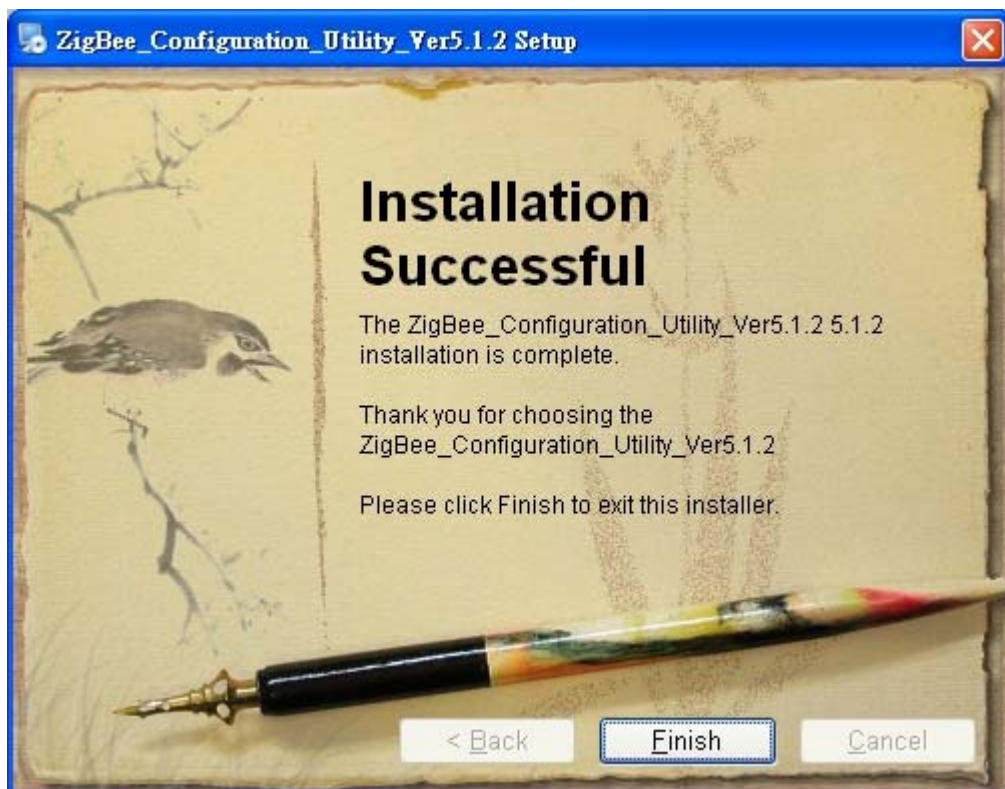 ZigBee_Configuration_Utility_Ver5.1.2 Setup
Installation
Successful
The ZigBee_Configuration_Utility_Ver5.1.2 5.1.2
installation is complete.
Thank you for choosing the
ZigBee_Configuration_Utility_Ver5.1.2
Please click Finish to exit this installer.
< Back
Finish
Cancel